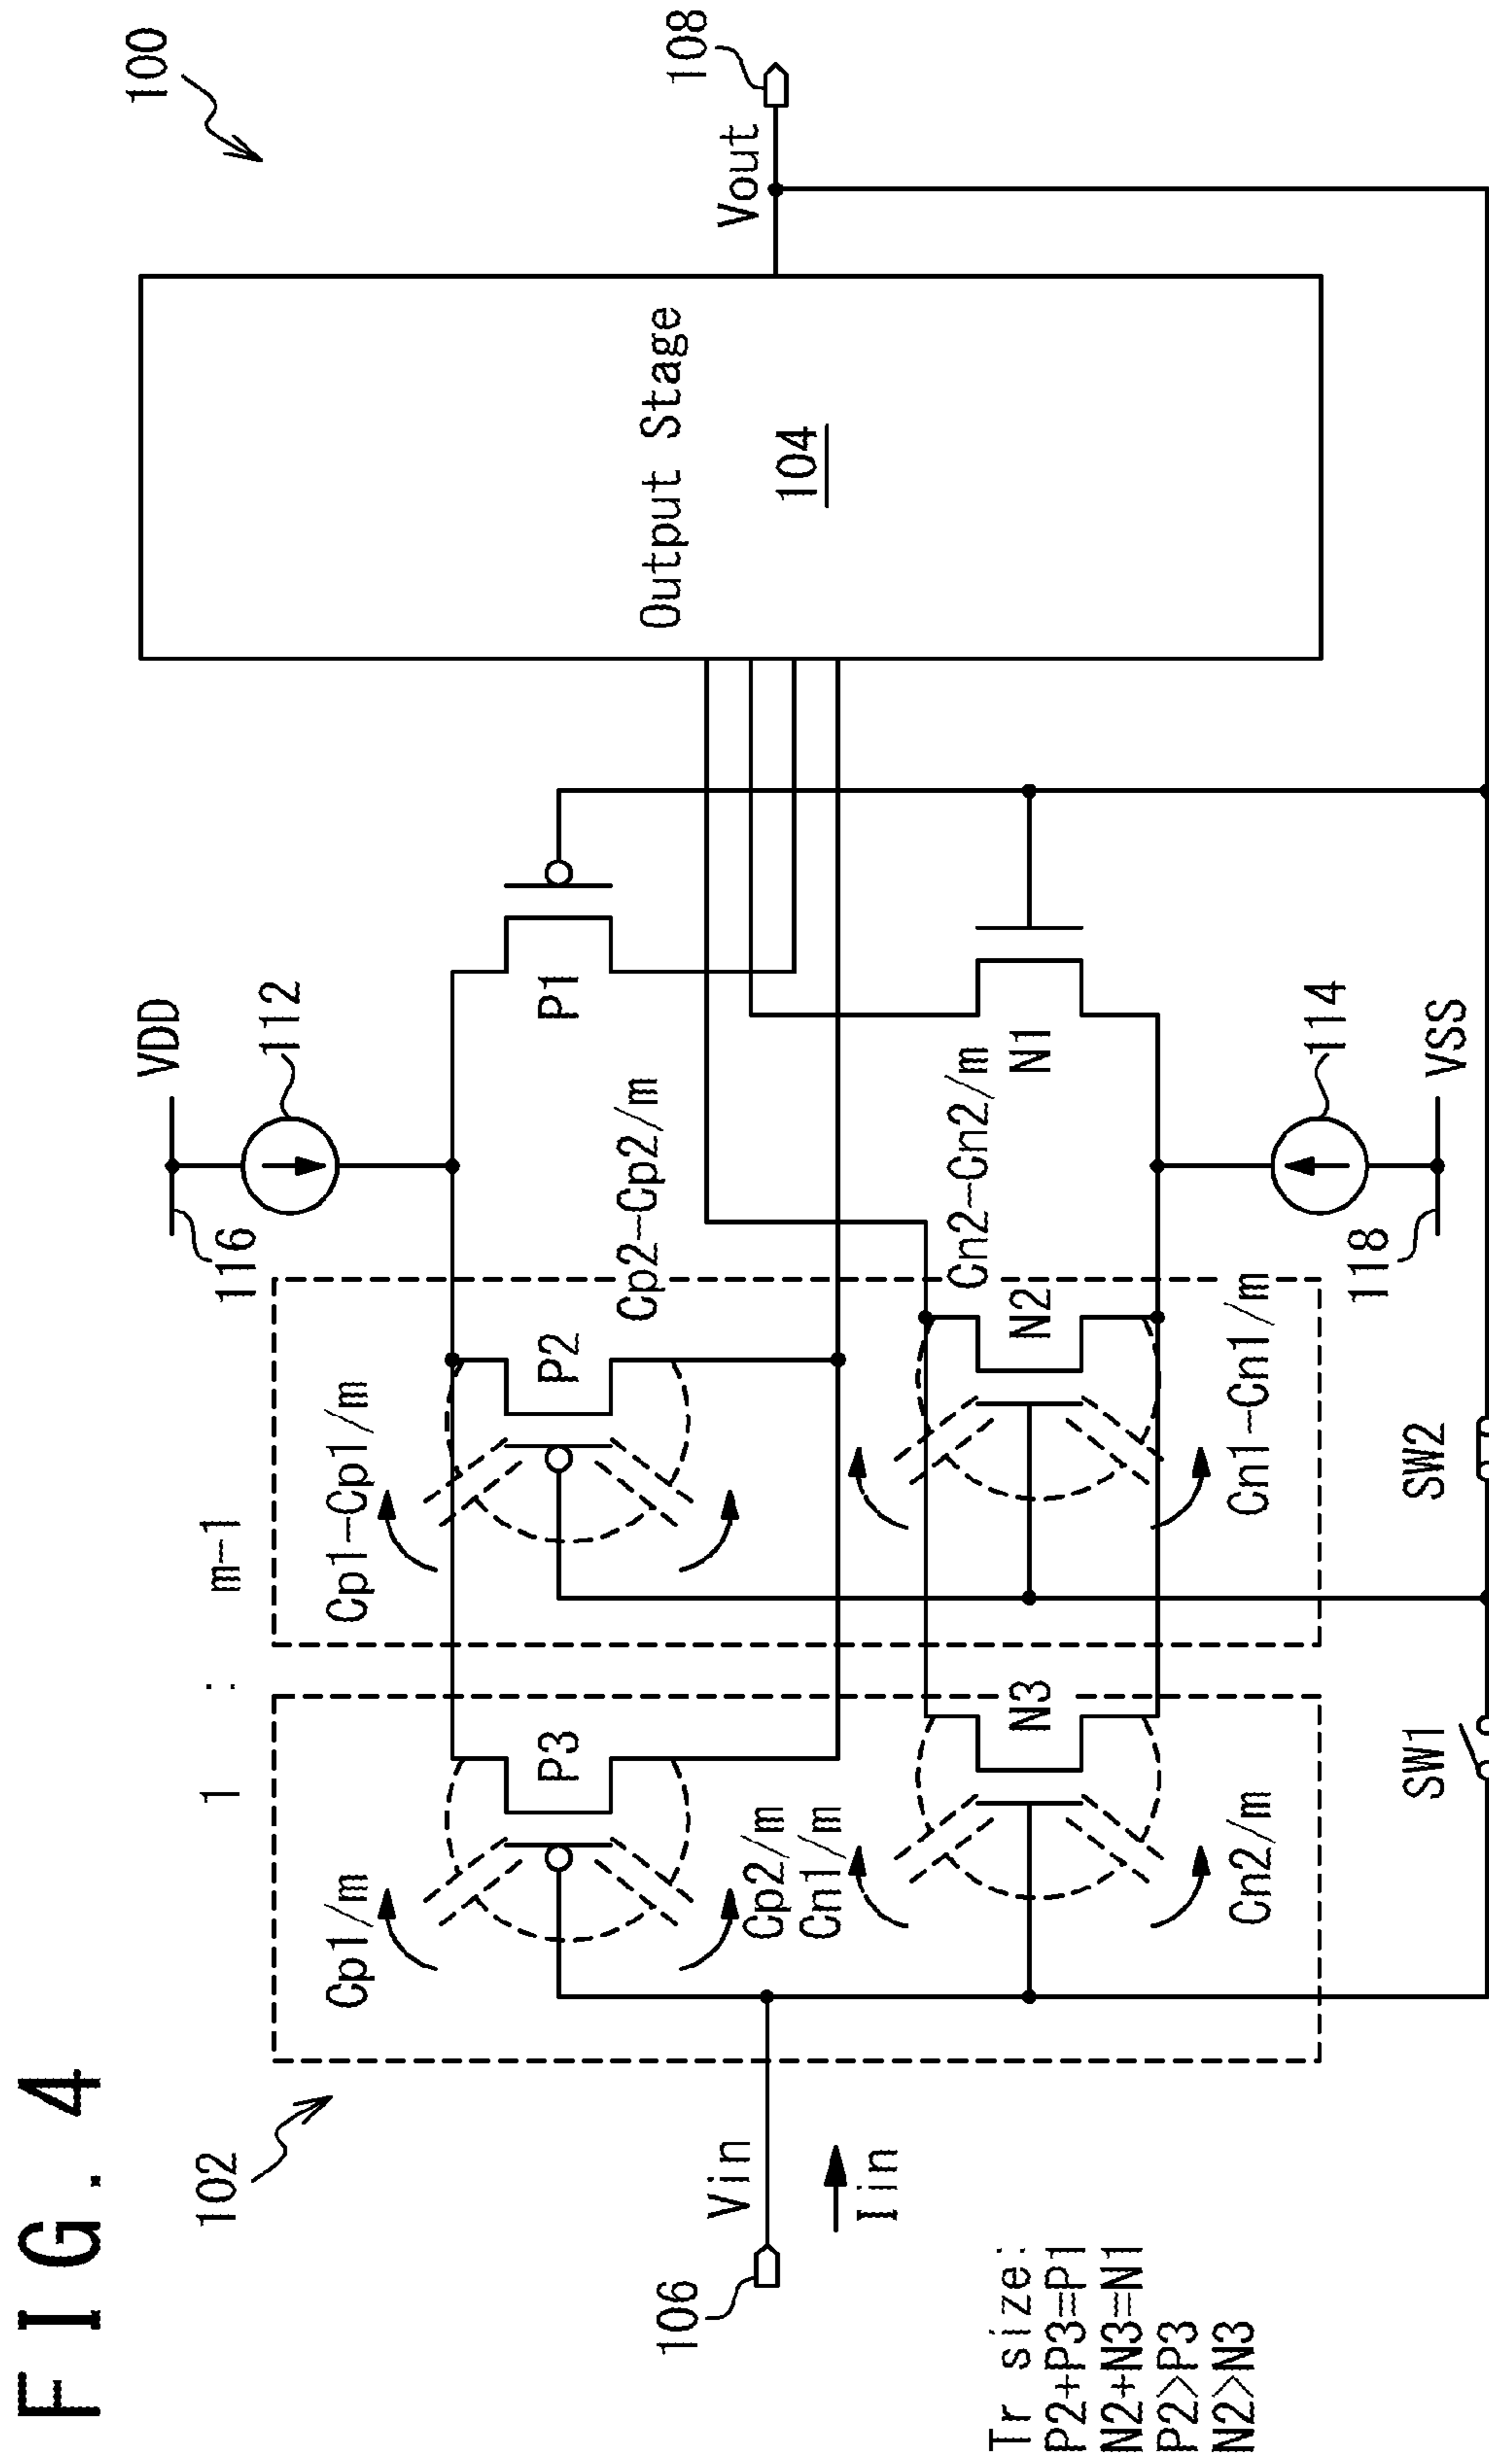 FIG. 4
100
102
1 : m-1
VDD
116
112
Cp1/m
Cp1-Cp1/m
P3
P2
P1
Cp2-Cp2/m
Output Stage
104
Vout
108
106
Vin
Iin
Cp2/m
Cn1/m
Cn2-Cn2/m
N3
N2
N1
Cn2/m
Cn1-Cn1/m
114
118
VSS
SW1
SW2
Tr size:
P2+P3=P1
N2+N3=N1
P2>P3
N2>N3